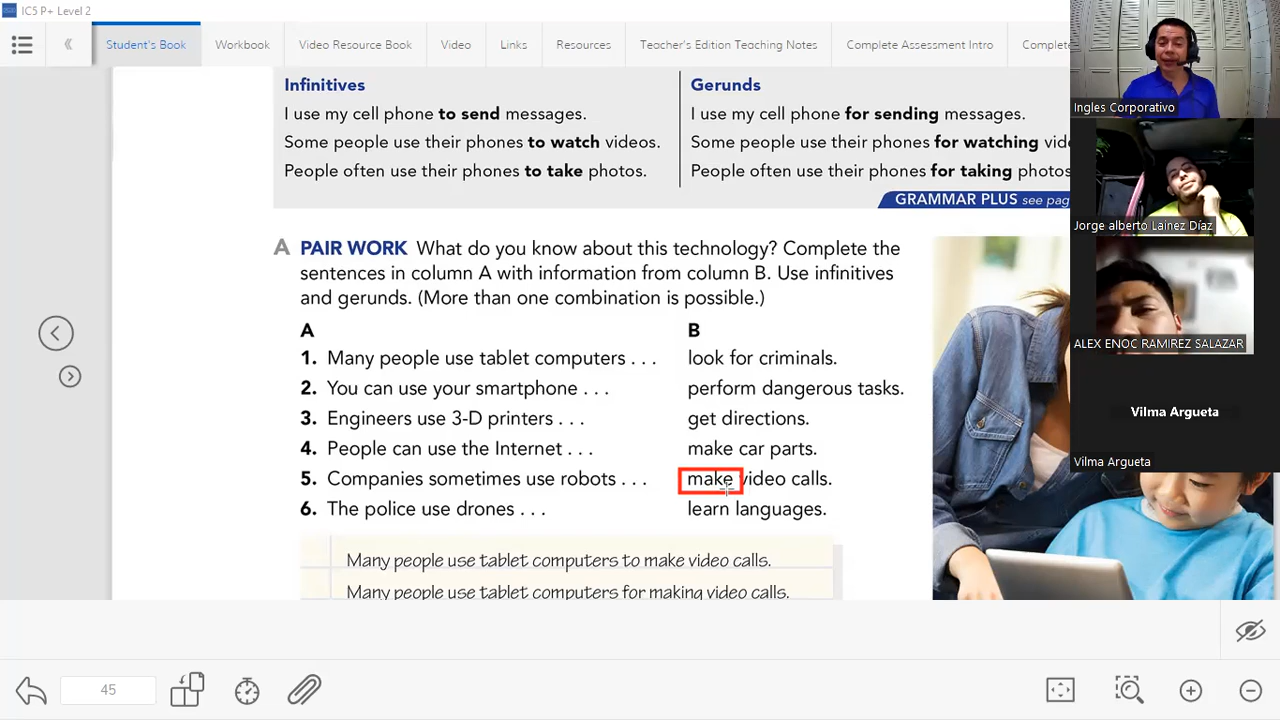 IC5 P+ Level 2
Student's Book
Workbook
Video Resource Book
Video
Links
Resources
Teacher's Edition Teaching Notes
Complete Assessment Intro
Complete
Infinitives
I use my cell phone to send messages.
Some people use their phones to watch videos.
People often use their phones to take photos.
Gerunds
I use my cell phone for sending messages.
Some people use their phones for watching vide
People often use their phones for taking photos
GRAMMAR PLUS see pag
A PAIR WORK What do you know about this technology? Complete the
sentences in column A with information from column B. Use infinitives
and gerunds. (More than one combination is possible.)
A
1. Many people use tablet computers . . .
2. You can use your smartphone . . .
3. Engineers use 3-D printers . . .
4. People can use the Internet . . .
5. Companies sometimes use robots . . .
6. The police use drones . . .
B
look for criminals.
perform dangerous tasks.
get directions.
make car parts.
make video calls.
learn languages.
Many people use tablet computers to make video calls.
Many people use tablet computers for making video calls.
Ingles Corporativo
Jorge alberto Lainez Díaz
ALEX ENOC RAMIREZ SALAZAR
Vilma Argueta
Vilma Argueta
45